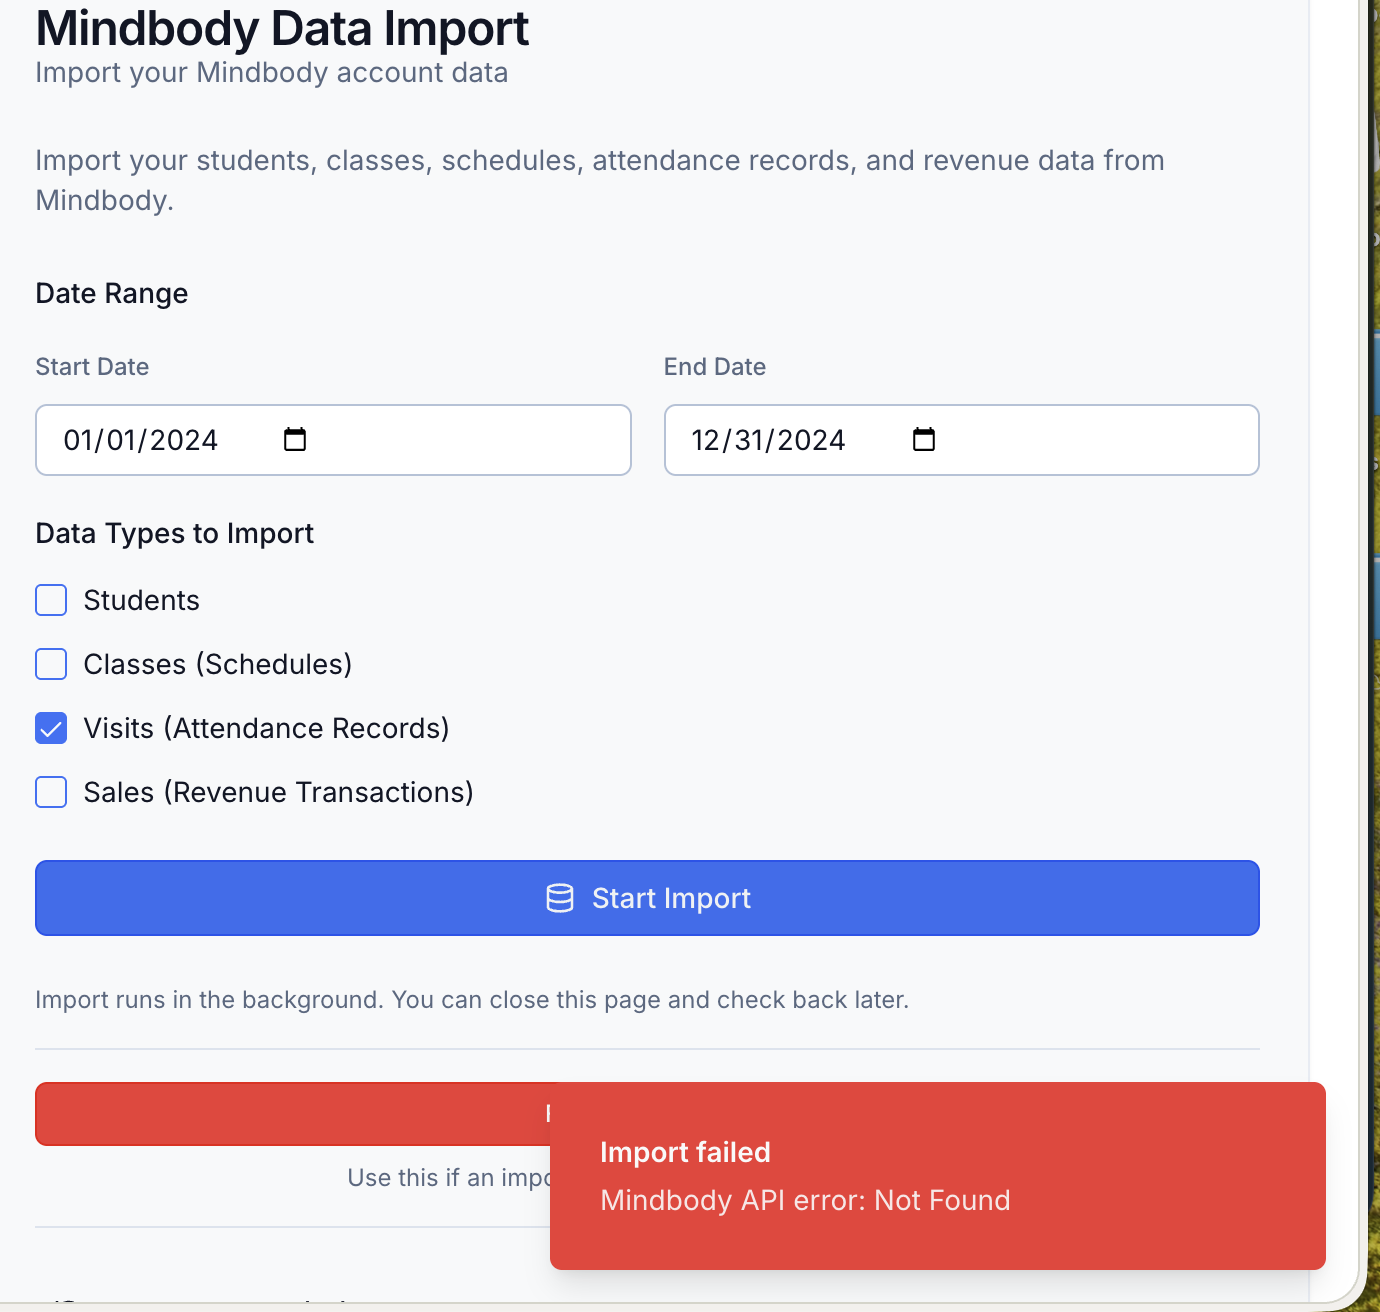 Mindbody Data Import
Import your Mindbody account data
Import your students, classes, schedules, attendance records, and revenue data from
Mindbody.
Date Range
Start Date
End Date
01/01/2024
12/31/2024
Data Types to Import
Students
Classes (Schedules)
Visits (Attendance Records)
Sales (Revenue Transactions)
Start Import
Import runs in the background. You can close this page and check back later.
Use this if an
Import failed
Mindbody API error: Not Found